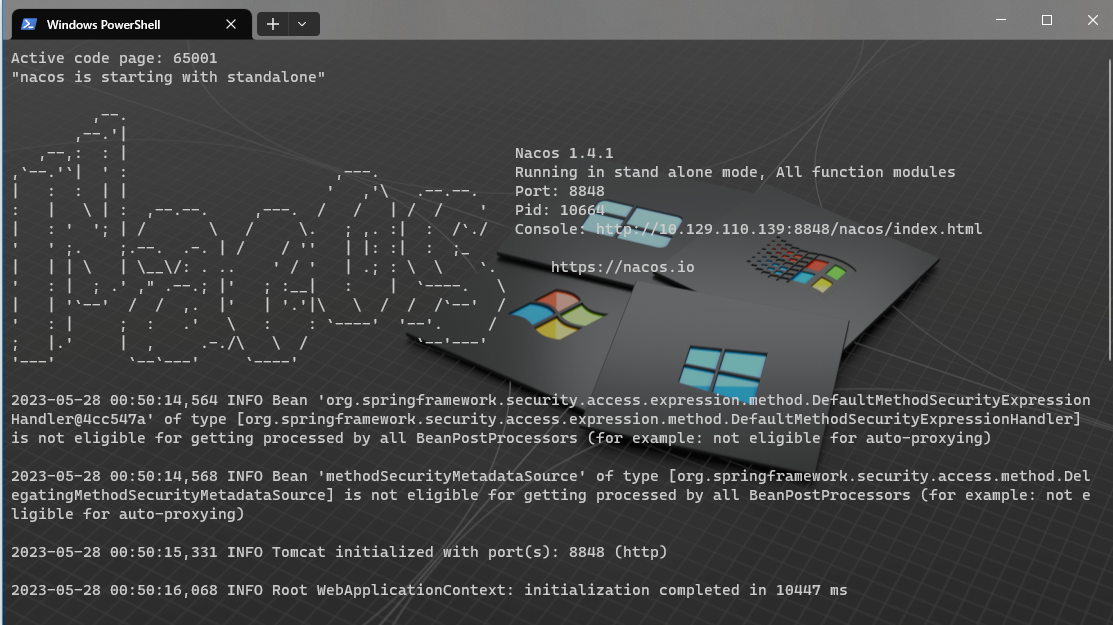 Windows PowerShell
Active code page: 65001
"nacos is starting with standalone"
Nacos 1.4.1
Running in stand alone mode, All function modules
Port: 8848
Pid: 10664
Console: http://10.129.110.139:8848/nacos/index.html
https://nacos.io
2023-05-28 00:50:14,564 INFO Bean 'org.springframework.security.access.expression.method.DefaultMethodSecurityExpression
Handler@4cc547a' of type [org.springframework.security.access.expression.method.DefaultMethodSecurityExpressionHandler]
is not eligible for getting processed by all BeanPostProcessors (for example: not eligible for auto-proxying)
2023-05-28 00:50:14,568 INFO Bean 'methodSecurityMetadataSource' of type [org.springframework.security.access.method.Del
egatingMethodSecurityMetadataSource] is not eligible for getting processed by all BeanPostProcessors (for example: not e
ligible for auto-proxying)
2023-05-28 00:50:15,331 INFO Tomcat initialized with port(s): 8848 (http)
2023-05-28 00:50:16,068 INFO Root WebApplicationContext: initialization completed in 10447 ms